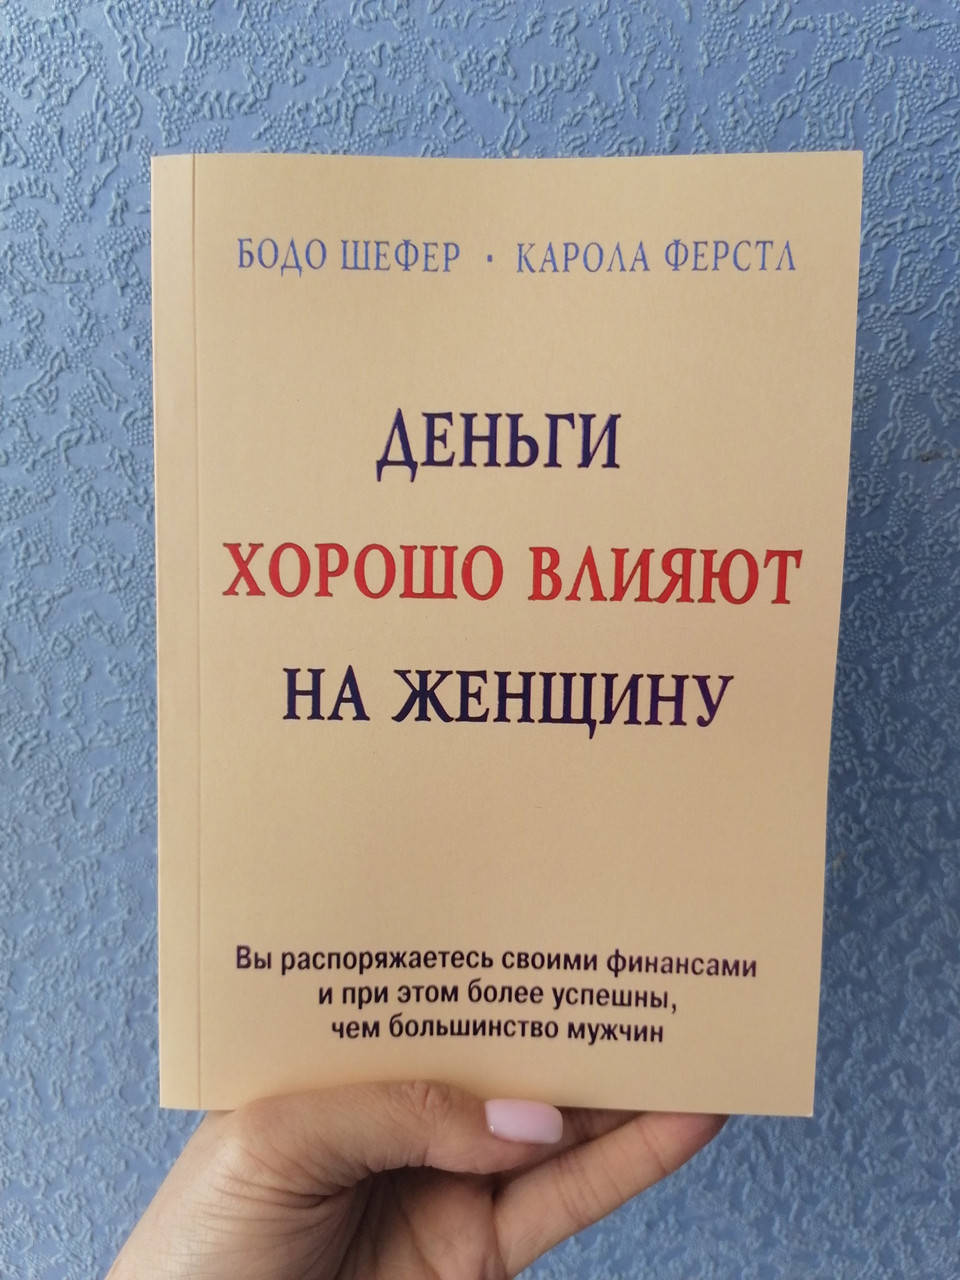 БОДО ШЕФЕР · КАРОЛА ФЕРСТЛ
ДЕНЬГИ
ХОРОШО ВЛИЯЮТ
НА ЖЕНЩИНУ
Вы распоряжаетесь своими финансами
и при этом более успешны,
чем большинство мужчин